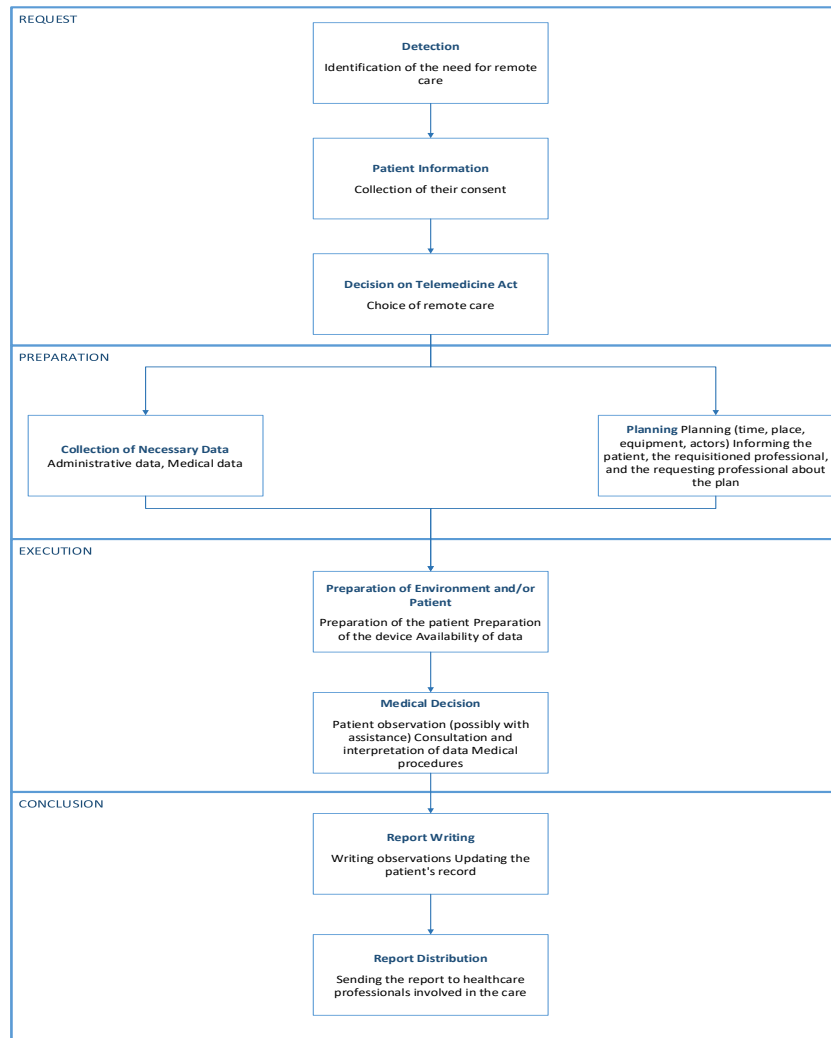 REQUEST
Detection
Identification of the need for remote
care
Patient Information
Collection of their consent
Decision on Telemedicine Act
Choice of remote care
PREPARATION
Collection of Necessary Data
Administrative data, Medical data
Planning Planning (time, place,
equipment, actors) Informing the
patient, the requisitioned professional,
and the requesting professional about
the plan
EXECUTION
Preparation of Environment and/or
Patient
Preparation of the patient Preparation
of the device Availability of data
Medical Decision
Patient observation (possibly with
assistance) Consultation and
interpretation of data Medical
procedures
CONCLUSION
Report Writing
Writing observations Updating the
patient's record
Report Distribution
Sending the report to healthcare
professionals involved in the care